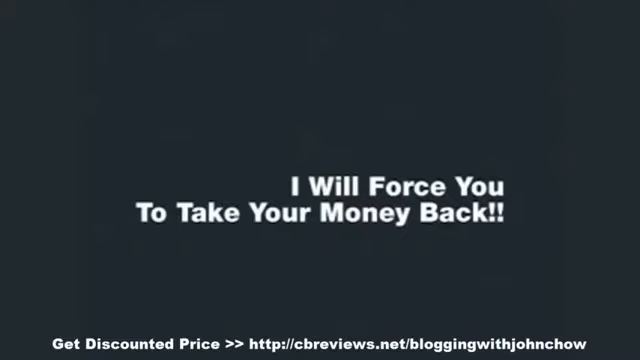 I Will Force You
To Take Your Money Back!!
Get Discounted Price >> http://cbreviews.net/bloggingwithjohnchow